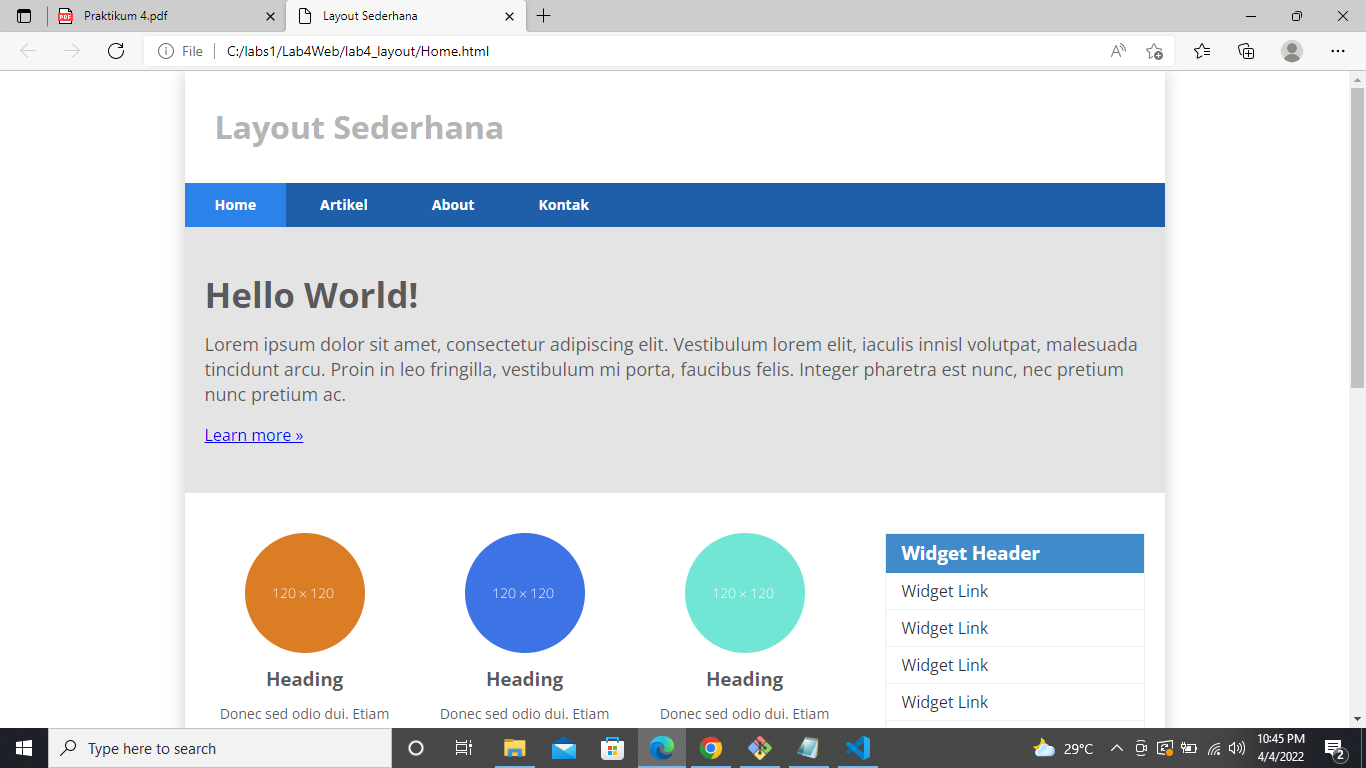 Praktikum 4.pdf
Layout Sederhana
File
C:/labs1/Lab4Web/lab4_layout/Home.html
Layout Sederhana
Home
Artikel
About
Kontak
Hello World!
Lorem ipsum dolor sit amet, consectetur adipiscing elit. Vestibulum lorem elit, iaculis innisl volutpat, malesuada
tincidunt arcu. Proin in leo fringilla, vestibulum mi porta, faucibus felis. Integer pharetra est nunc, nec pretium
nunc pretium ac.
Learn more »
120 × 120
120 × 120
120 × 120
Heading
Heading
Heading
Donec sed odio dui. Etiam
Donec sed odio dui. Etiam
Donec sed odio dui. Etiam
Widget Header
Widget Link
Widget Link
Widget Link
Widget Link
Type here to search
29°C
10:45 PM
4/4/2022
2